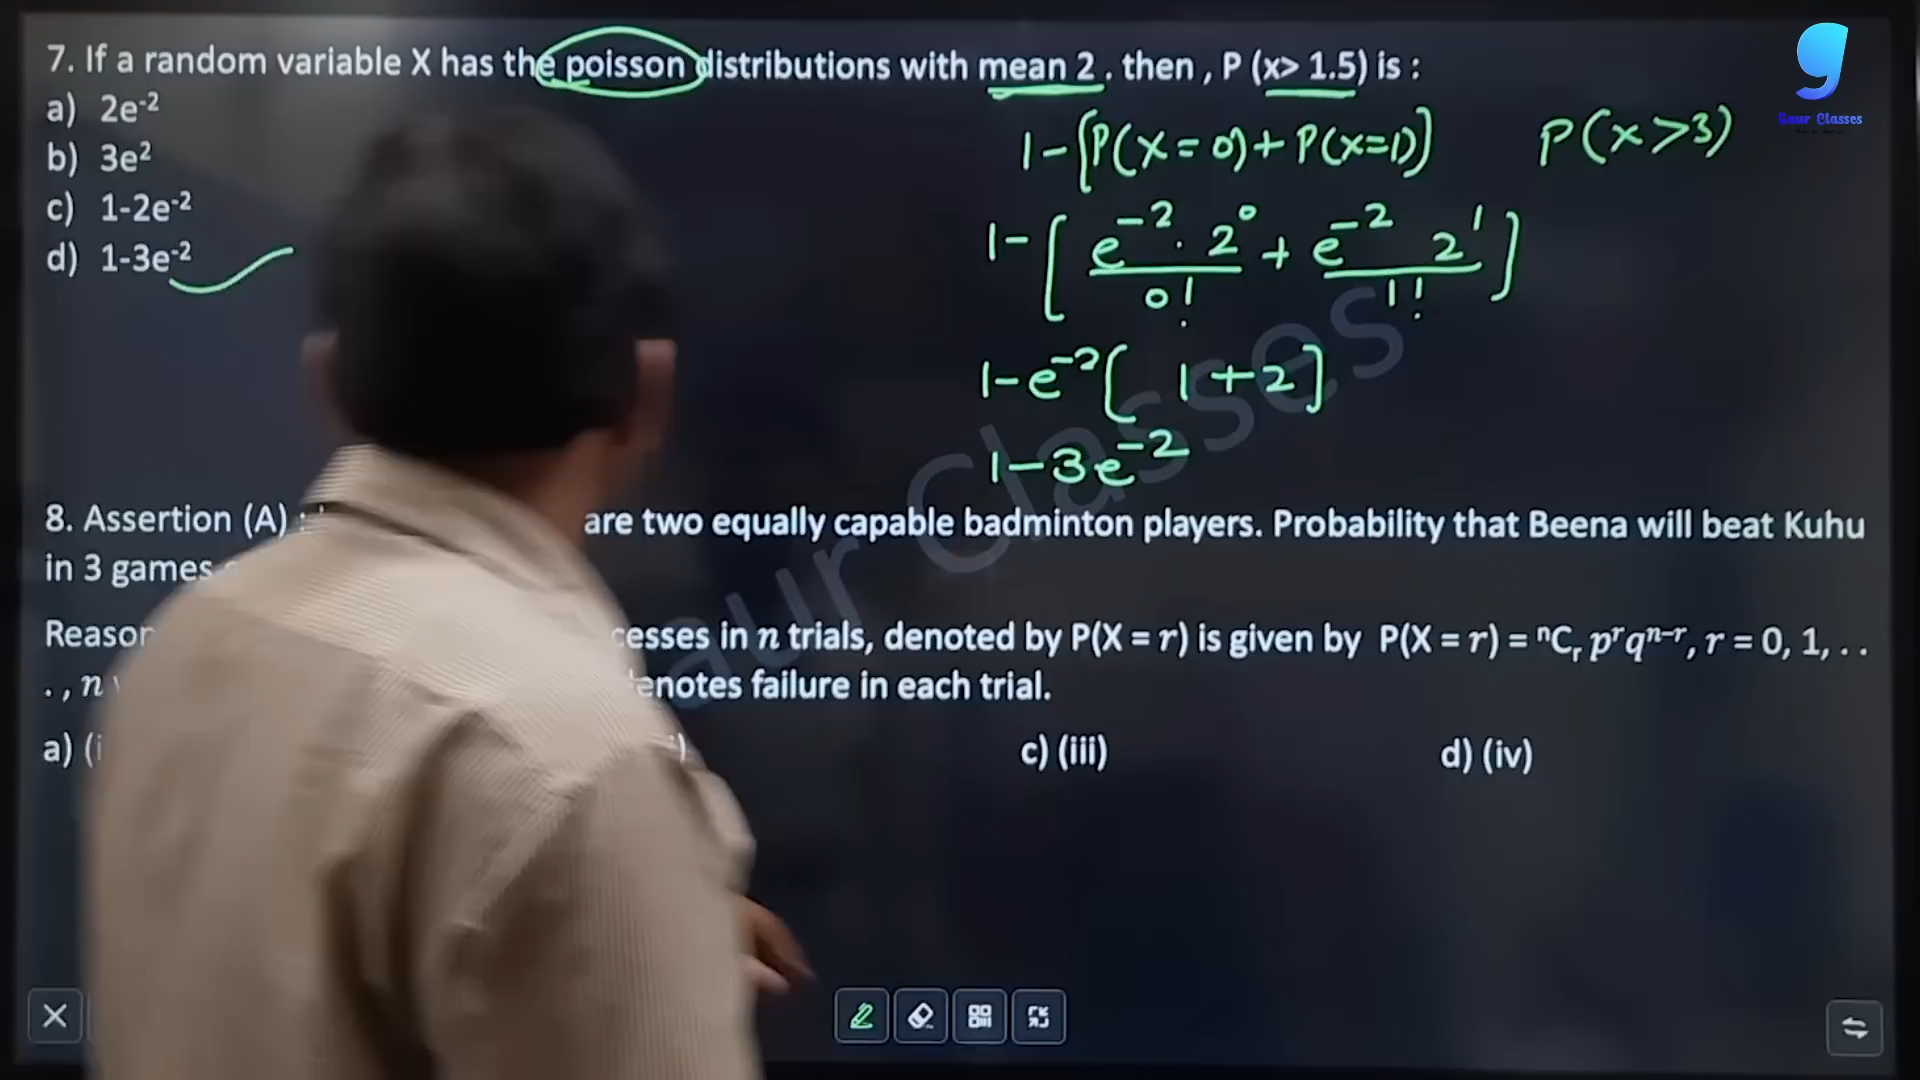 7. If a random variable X has the poisson distributions with mean 2 . then , P (x> 1.5) is :
a) 2e⁻²
b) 3e²
c) 1-2e⁻²
d) 1-3e⁻²
1-[P(X=0)+P(X=1)]
P(x>3)
1-[e⁻². 2⁰/0! + e⁻² 2¹/1!]
1-e⁻²[1+2]
1-3e⁻²
8. Assertion (A) : are two equally capable badminton players. Probability that Beena will beat Kuhu
in 3 games
Reason cesses in n trials, denoted by P(X = r) is given by P(X = r) = ⁿCᵣ pʳqⁿ⁻ʳ, r = 0, 1, . .
. , n denotes failure in each trial.
a) (i c) (iii) d) (iv)
Gaur Classes
aur Classes